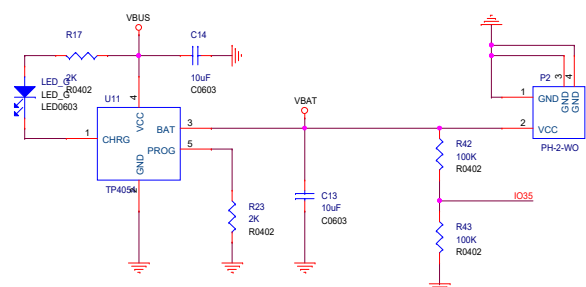 VBUS
R17
2K
R0402
C14
10uF
C0603
LED_G
LED_G
LED0603
U11
4
VCC
1
CHRG
BAT
3
PROG
5
GND
2
TP4054
VBAT
R23
2K
R0402
C13
10uF
C0603
R42
100K
R0402
IO35
R43
100K
R0402
P2
3
4
1
GND
GND
GND
2
VCC
PH-2-WO